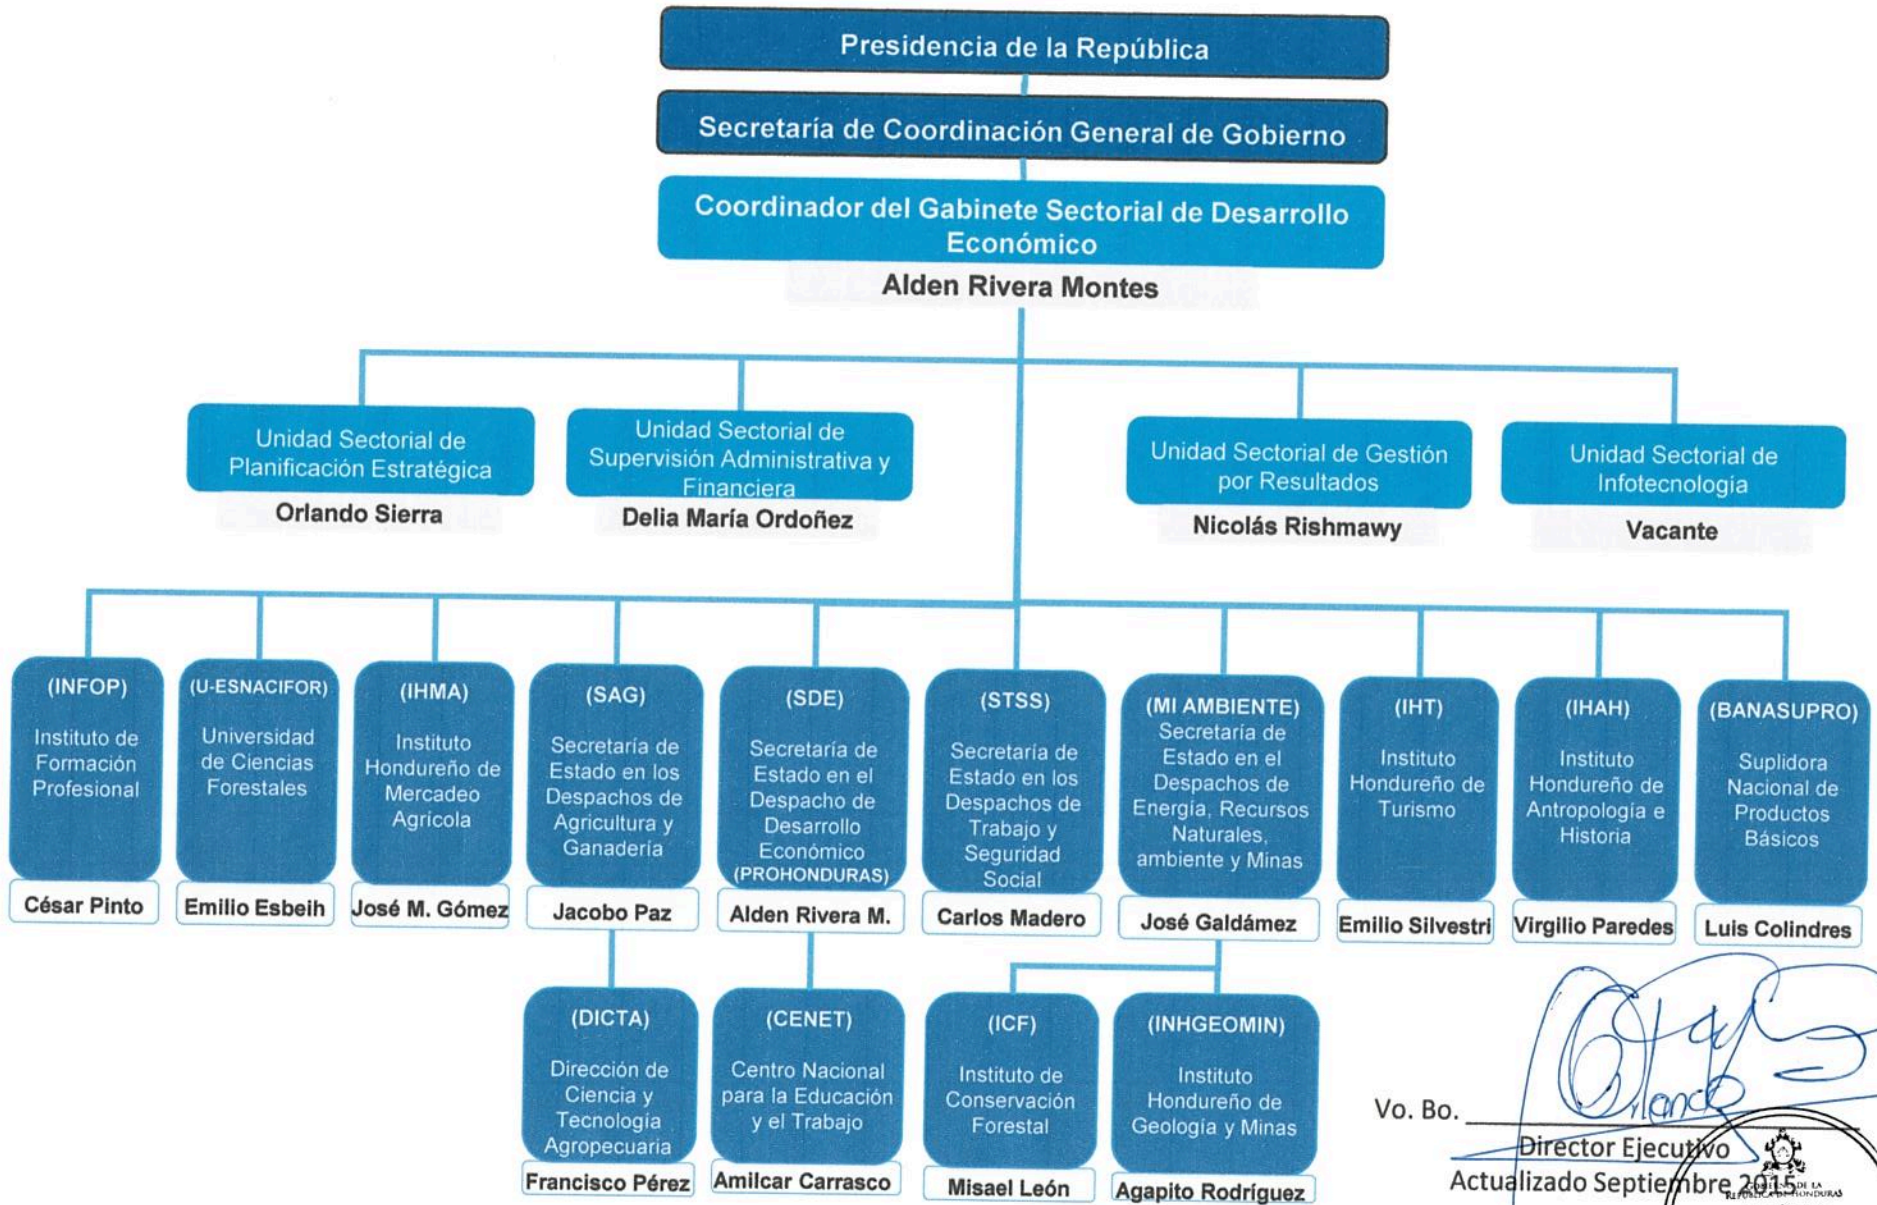 Presidencia de la República
Secretaría de Coordinación General de Gobierno
Coordinador del Gabinete Sectorial de Desarrollo
Económico
Alden Rivera Montes
Unidad Sectorial de
Planificación Estratégica
Orlando Sierra
Unidad Sectorial de
Supervisión Administrativa y
Financiera
Delia María Ordoñez
Unidad Sectorial de Gestión
por Resultados
Nicolás Rishmawy
Unidad Sectorial de
Infotecnología
Vacante
(INFOP)
Instituto de
Formación
Profesional
César Pinto
(U-ESNACIFOR)
Universidad
de Ciencias
Forestales
Emilio Esbeih
(IHMA)
Instituto
Hondureño de
Mercadeo
Agrícola
José M. Gómez
(SAG)
Secretaría de
Estado en los
Despachos de
Agricultura y
Ganadería
Jacobo Paz
(SDE)
Secretaría de
Estado en el
Despacho de
Desarrollo
Económico
(PROHONDURAS)
Alden Rivera M.
(STSS)
Secretaría de
Estado en los
Despachos de
Trabajo y
Seguridad
Social
Carlos Madero
(MI AMBIENTE)
Secretaría de
Estado en el
Despachos de
Energía, Recursos
Naturales,
ambiente y Minas
José Galdámez
(IHT)
Instituto
Hondureño de
Turismo
Emilio Silvestri
(IHAH)
Instituto
Hondureño de
Antropología e
Historia
Virgilio Paredes
(BANASUPRO)
Suplidora
Nacional de
Productos
Básicos
Luis Colindres
(DICTA)
Dirección de
Ciencia y
Tecnología
Agropecuaria
Francisco Pérez
(CENET)
Centro Nacional
para la Educación
y el Trabajo
Amilcar Carrasco
(ICF)
Instituto de
Conservación
Forestal
Misael León
(INHGEOMIN)
Instituto
Hondureño de
Geología y Minas
Agapito Rodríguez
Vo. Bo.
Director Ejecutivo
Actualizado Septiembre 2015
GOBIERNO DE LA
REPÚBLICA DE HONDURAS